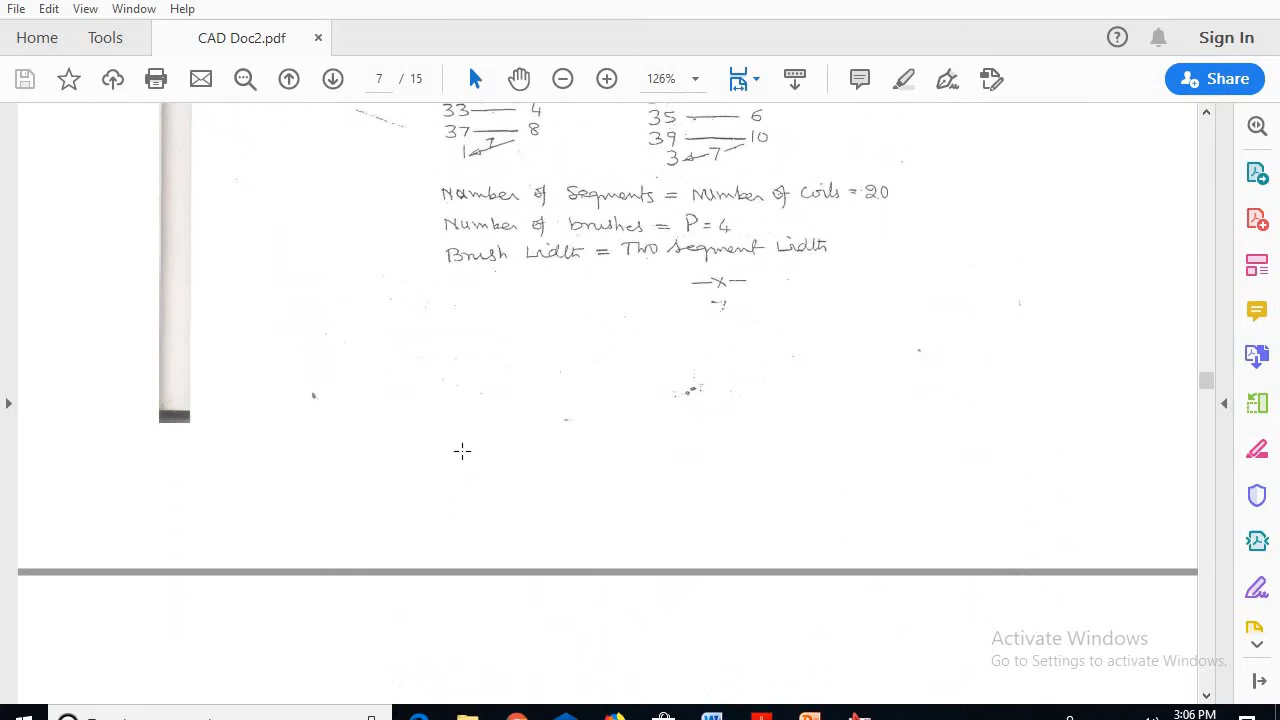 File Edit View Window Help
Home Tools CAD Doc2.pdf × Sign In
7 / 15 126% Share
33 — 4 35 — 6
37 — 8 39 — 10
1 7 3 7
Number of Segments = Number of Coils = 20
Number of brushes = P = 4
Brush Width = Two Segment Width
—x—
Activate Windows
Go to Settings to activate Windows.
3:06 PM